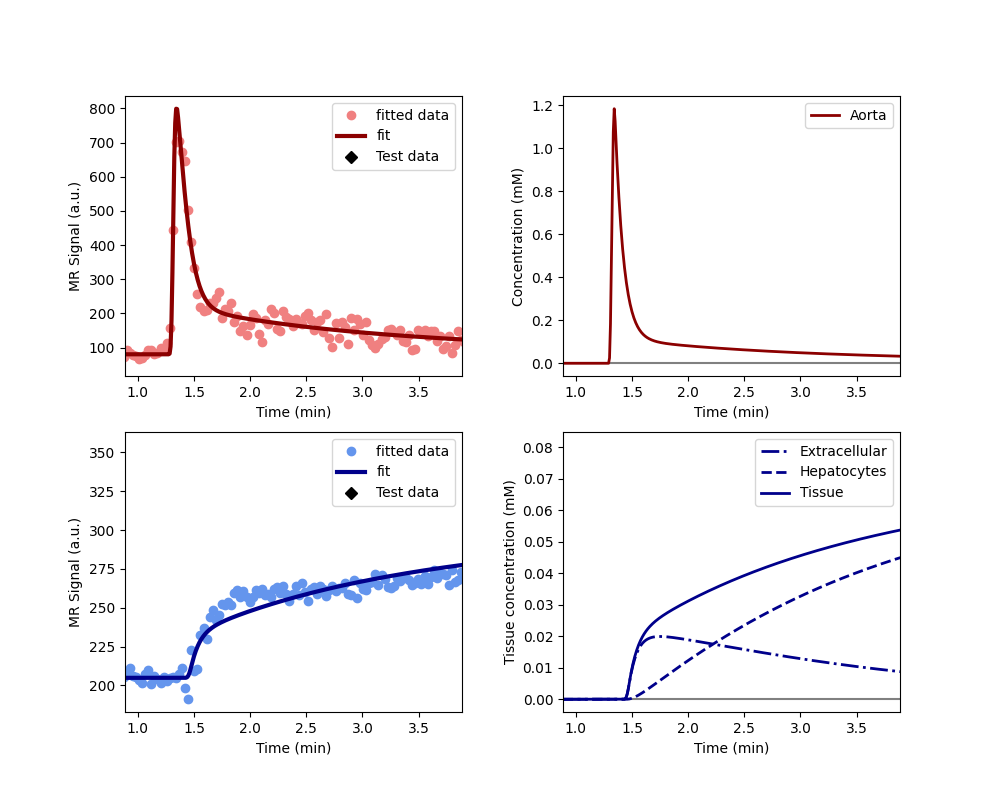 800
700
600
500
400
300
200
100
MR Signal (a.u.)
fitted data
fit
Test data
1.0 1.5 2.0 2.5 3.0 3.5
Time (min)
1.2
1.0
0.8
0.6
0.4
0.2
0.0
Concentration (mM)
Aorta
1.0 1.5 2.0 2.5 3.0 3.5
Time (min)
350
325
300
275
250
225
200
MR Signal (a.u.)
fitted data
fit
Test data
1.0 1.5 2.0 2.5 3.0 3.5
Time (min)
0.08
0.07
0.06
0.05
0.04
0.03
0.02
0.01
0.00
Tissue concentration (mM)
Extracellular
Hepatocytes
Tissue
1.0 1.5 2.0 2.5 3.0 3.5
Time (min)